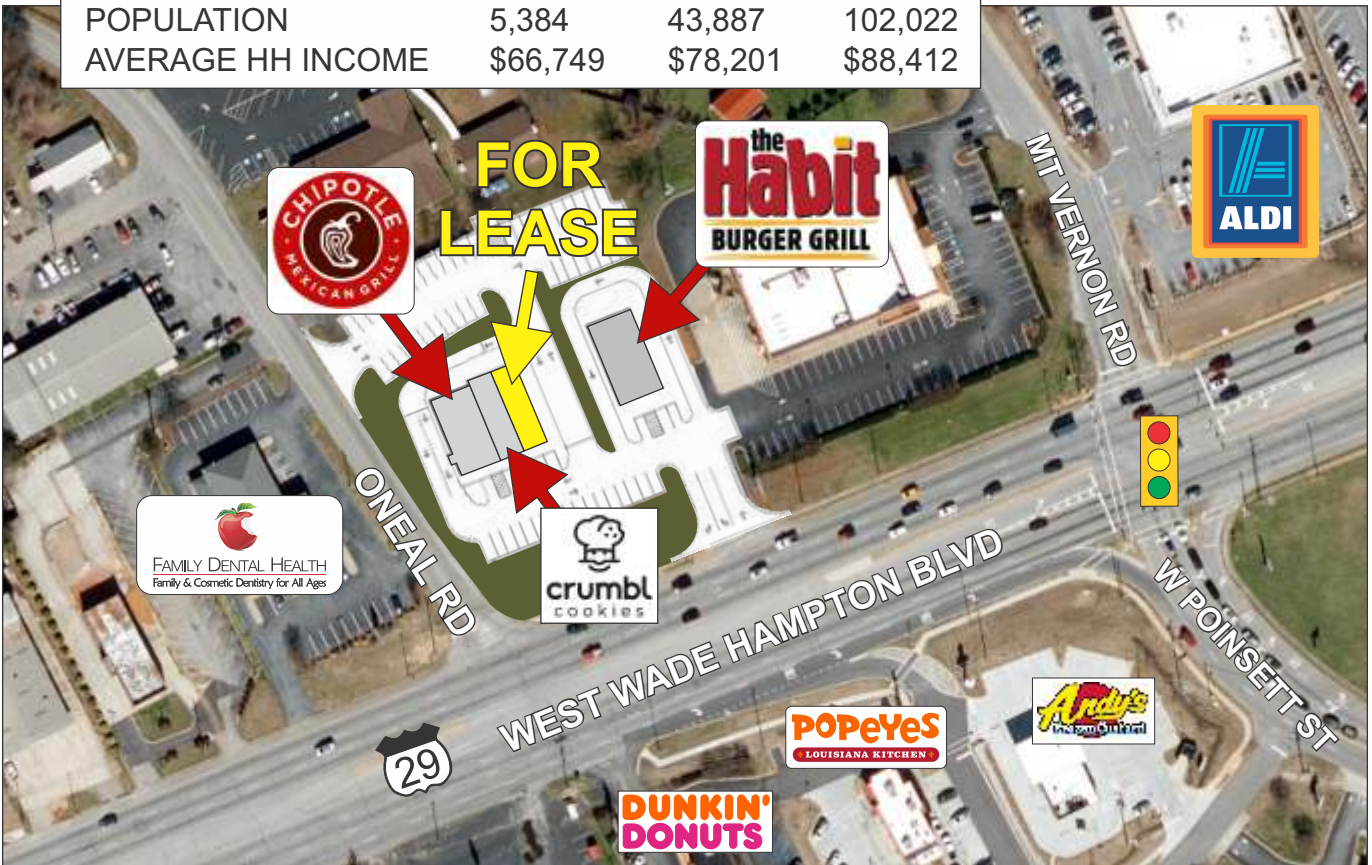 POPULATION 5,384 43,887 102,022
AVERAGE HH INCOME $66,749 $78,201 $88,412
FOR
LEASE
CHIPOTLE
MEXICAN GRILL
the
Habit
BURGER GRILL
MT VERNON RD
ALDI
ONEAL RD
FAMILY DENTAL HEALTH
Family & Cosmetic Dentistry for All Ages
crumbl
cookies
WEST WADE HAMPTON BLVD
W POINSETT ST
29
POPEYES
LOUISIANA KITCHEN
Andy's
DUNKIN'
DONUTS